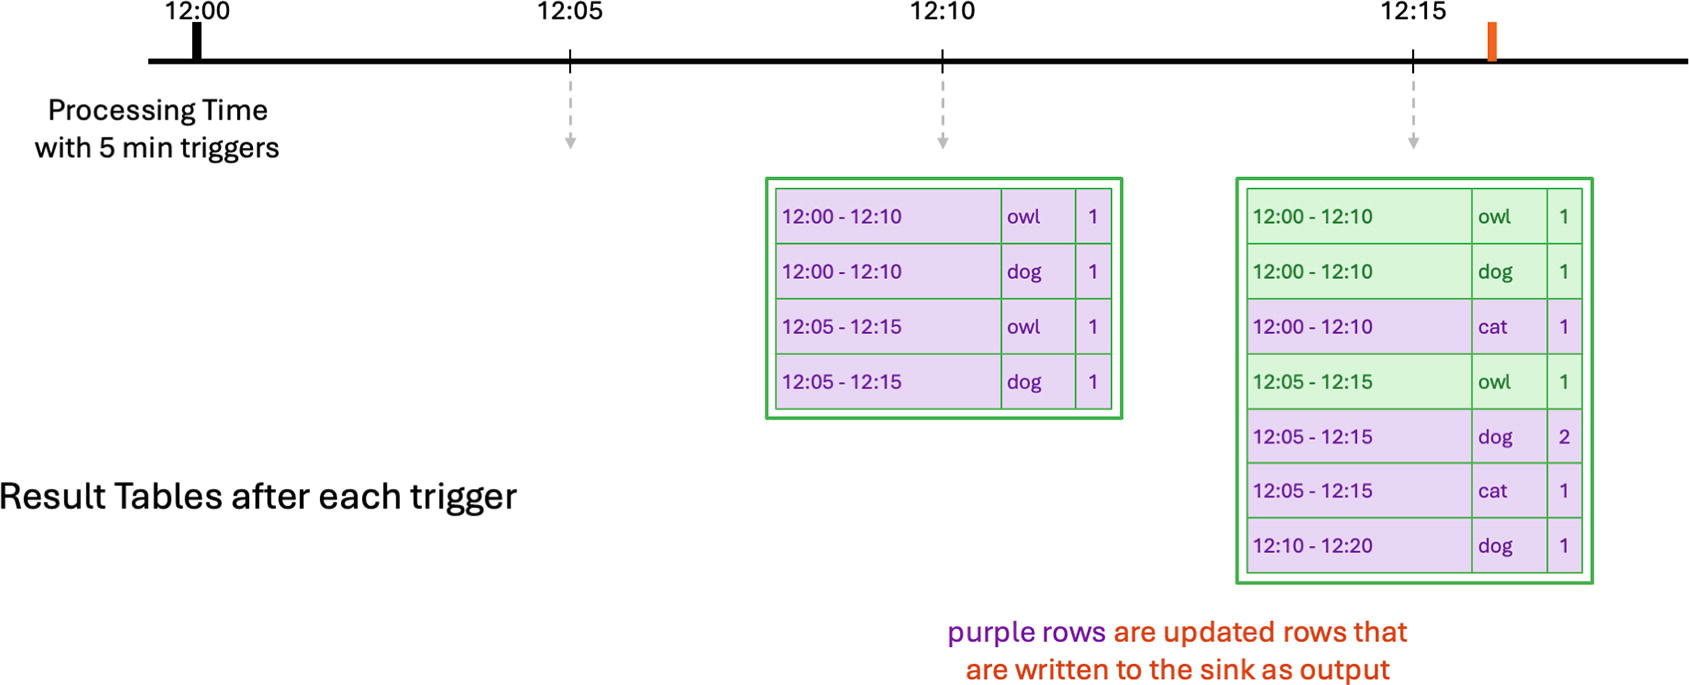 12:00 12:05 12:10 12:15
Processing Time
with 5 min triggers
12:00 - 12:10 owl 1
12:00 - 12:10 dog 1
12:05 - 12:15 owl 1
12:05 - 12:15 dog 1
12:00 - 12:10 owl 1
12:00 - 12:10 dog 1
12:00 - 12:10 cat 1
12:05 - 12:15 owl 1
12:05 - 12:15 dog 2
12:05 - 12:15 cat 1
12:10 - 12:20 dog 1
Result Tables after each trigger
purple rows are updated rows that
are written to the sink as output